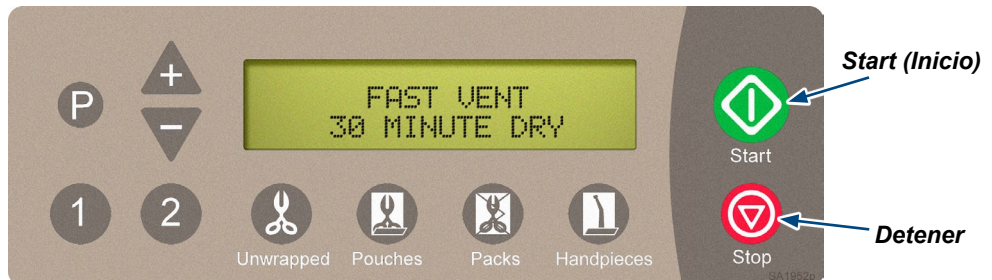 P
+
−
FAST VENT
30 MINUTE DRY
Start
Start (Inicio)
1
2
Unwrapped
Pouches
Packs
Handpieces
Stop
Detener
SA1952p